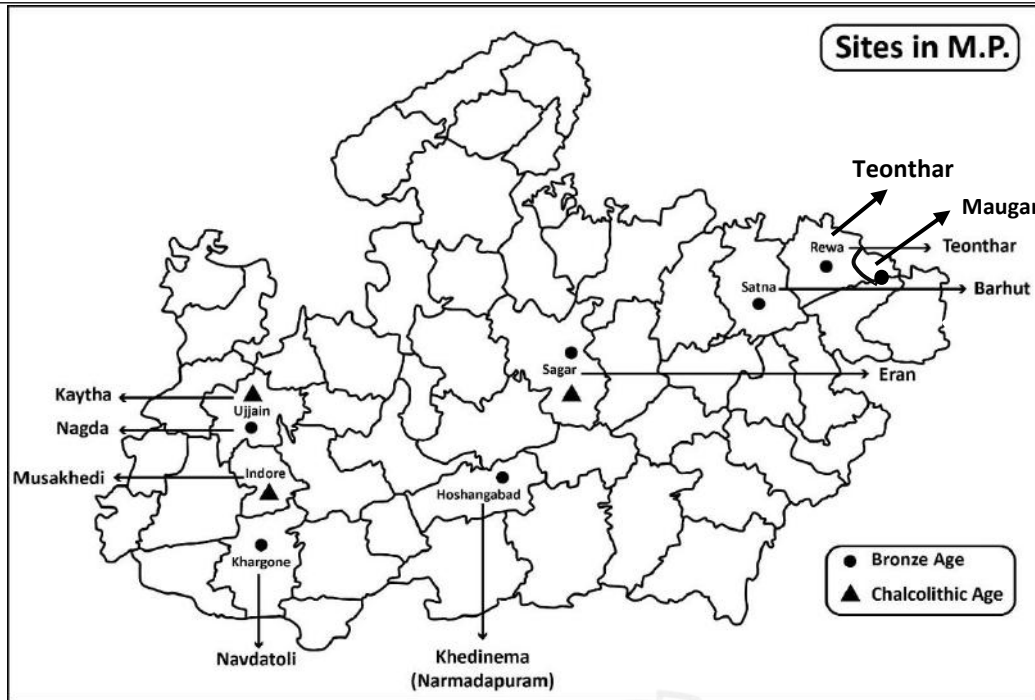 Sites in M.P.
Teonthar
Maugar
Rewa
Teonthar
Satna
Barhut
Sagar
Eran
Kaytha
Ujjain
Nagda
Musakhedi
Indore
Hoshangabad
Khargone
Bronze Age
Chalcolithic Age
Navdatoli
Khedinema
(Narmadapuram)